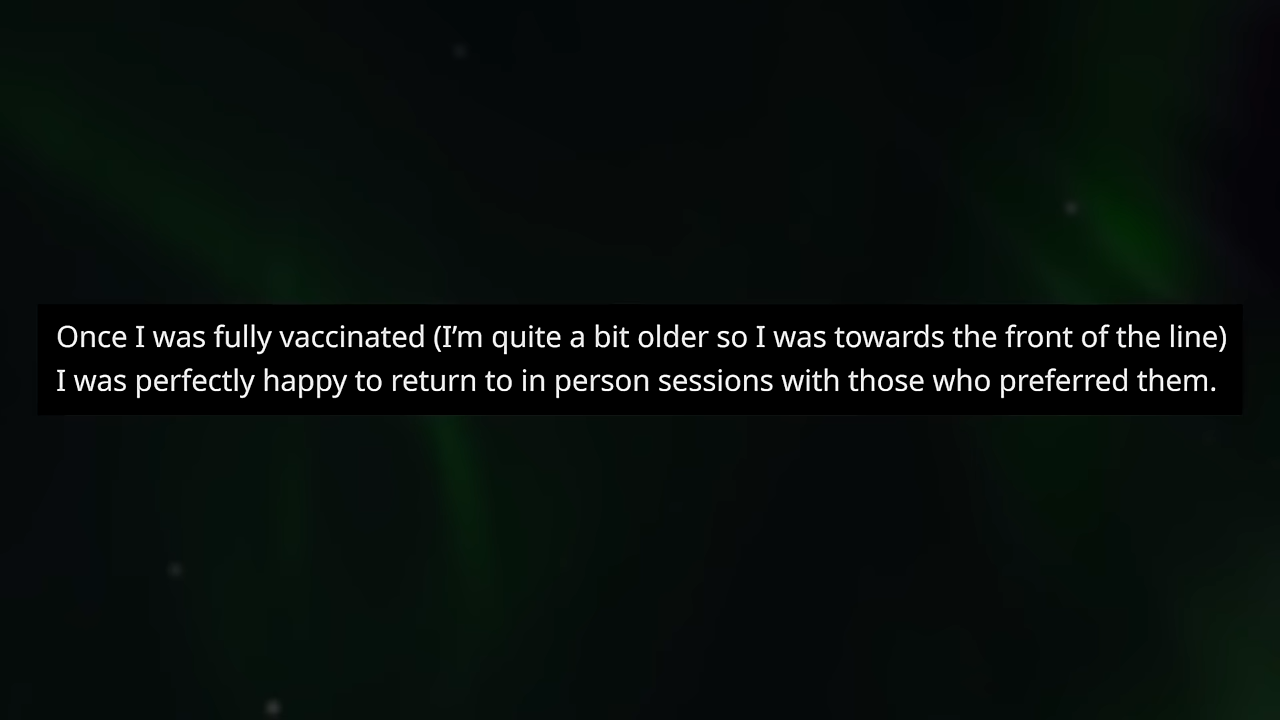 Once I was fully vaccinated (I’m quite a bit older so I was towards the front of the line)
I was perfectly happy to return to in person sessions with those who preferred them.